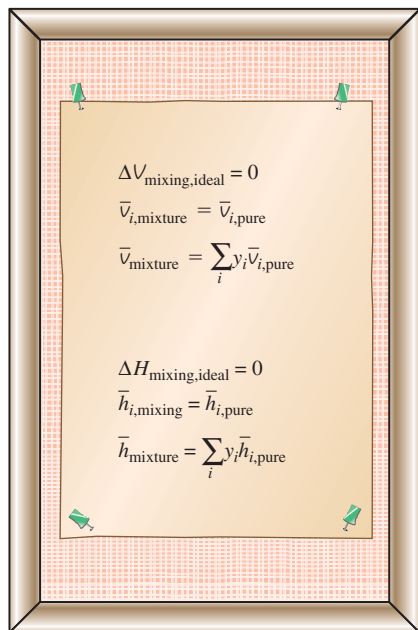 ΔV_mixing,ideal = 0
v̅_i,mixture = v̅_i,pure
v̅_mixture = ∑_i y_i v̅_i,pure
ΔH_mixing,ideal = 0
h̅_i,mixing = h̅_i,pure
h̅_mixture = ∑_i y_i h̅_i,pure